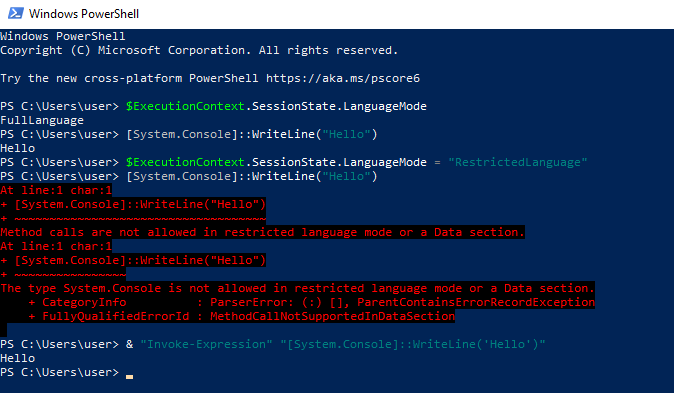 Windows PowerShell
Windows PowerShell
Copyright (C) Microsoft Corporation. All rights reserved.
Try the new cross-platform PowerShell https://aka.ms/pscore6
PS C:\Users\user> $ExecutionContext.SessionState.LanguageMode
FullLanguage
PS C:\Users\user> [System.Console]::WriteLine("Hello")
Hello
PS C:\Users\user> $ExecutionContext.SessionState.LanguageMode = "RestrictedLanguage"
PS C:\Users\user> [System.Console]::WriteLine("Hello")
At line:1 char:1
+ [System.Console]::WriteLine("Hello")
+ ~~~~~~~~~~~~~~~~~~~~~~~~~~~~~~~~~~~~
Method calls are not allowed in restricted language mode or a Data section.
At line:1 char:1
+ [System.Console]::WriteLine("Hello")
+ ~~~~~~~~~~~~~~~~
The type System.Console is not allowed in restricted language mode or a Data section.
    + CategoryInfo          : ParserError: (:) [], ParentContainsErrorRecordException
    + FullyQualifiedErrorId : MethodCallNotSupportedInDataSection
PS C:\Users\user> & "Invoke-Expression" "[System.Console]::WriteLine('Hello')"
Hello
PS C:\Users\user>